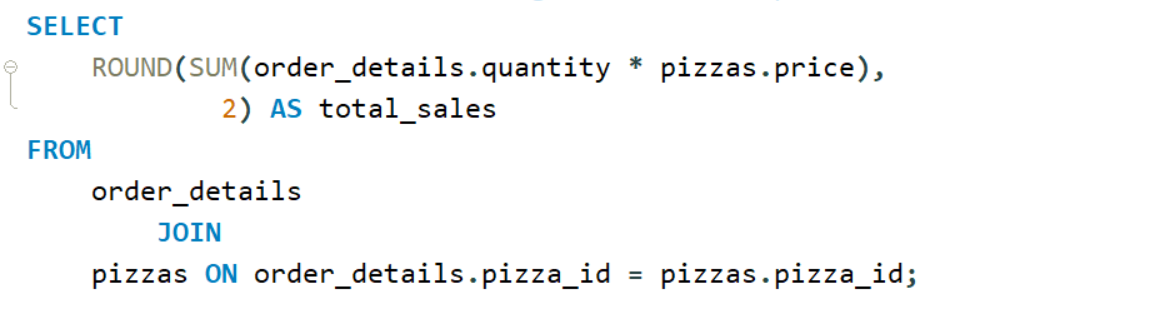 SELECT
ROUND(SUM(order_details.quantity * pizzas.price),
2) AS total_sales
FROM
order_details
JOIN
pizzas ON order_details.pizza_id = pizzas.pizza_id;